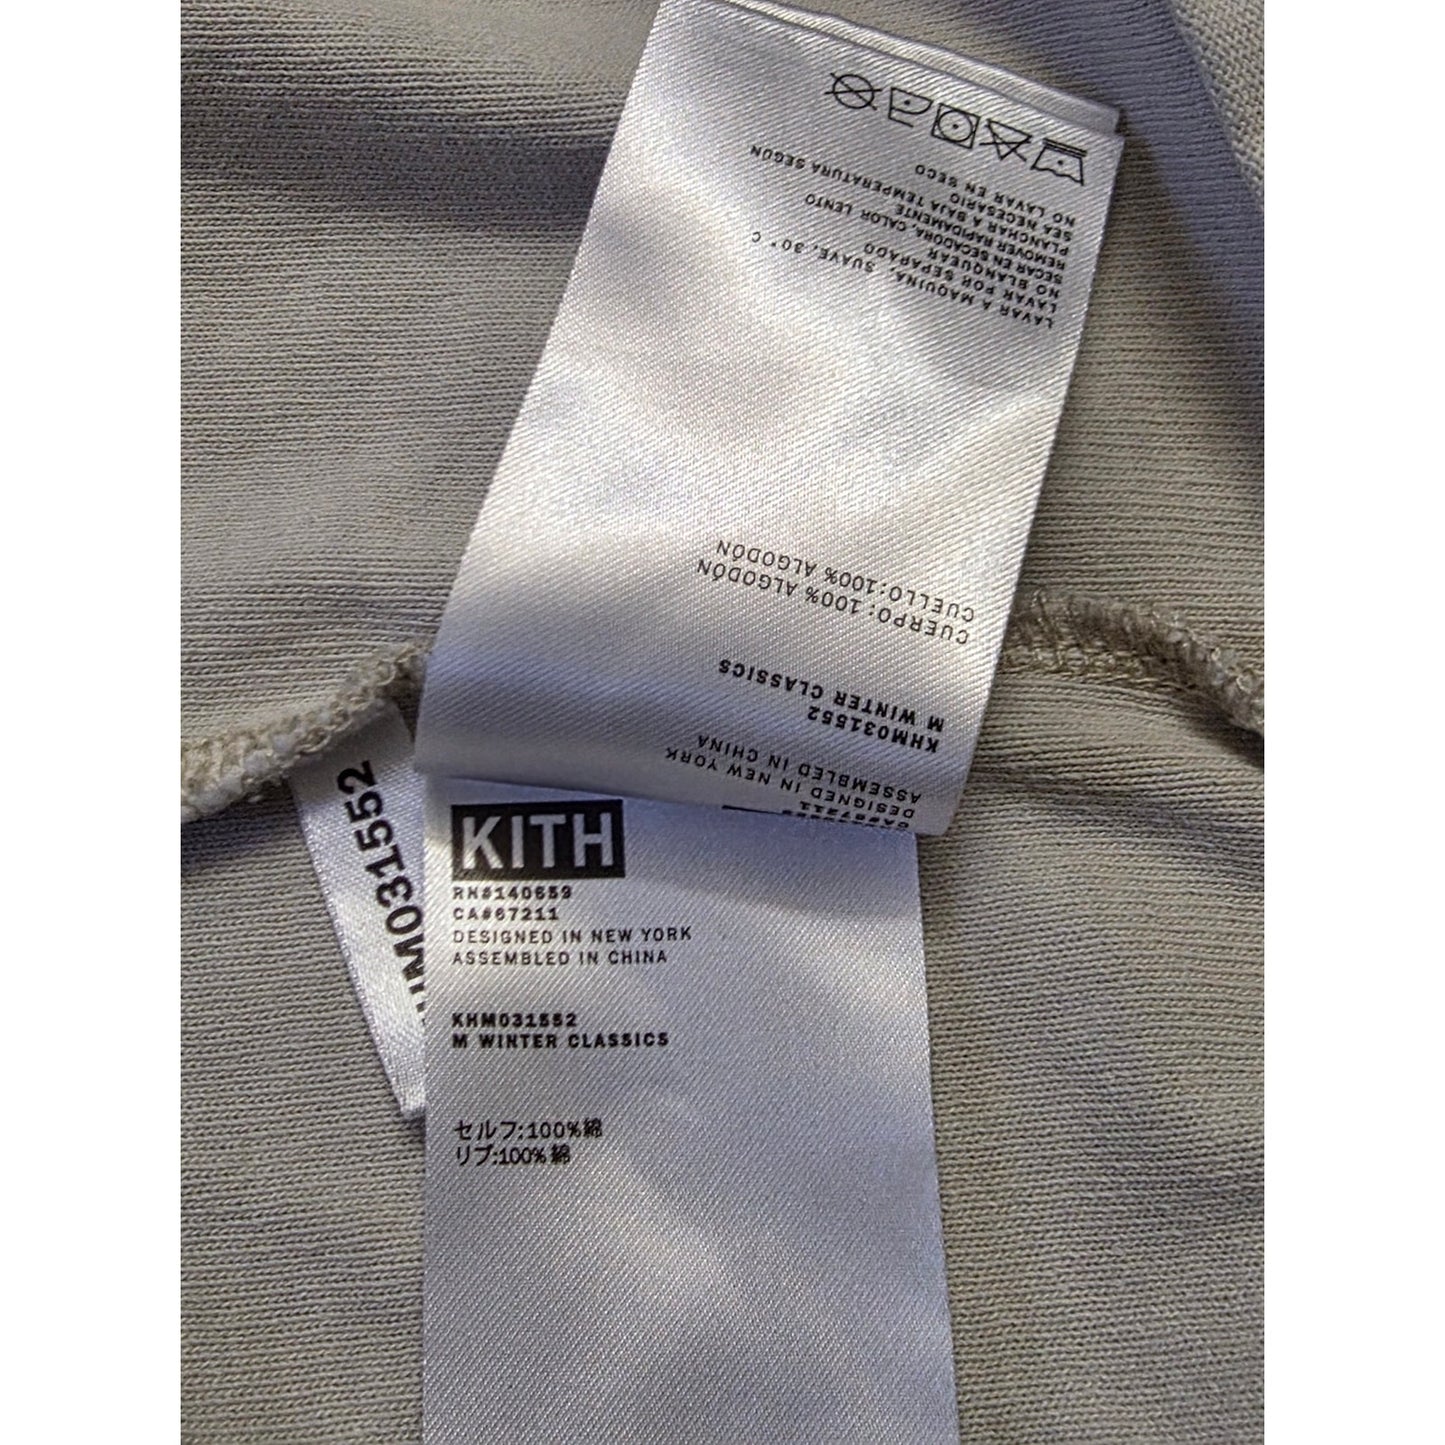 NO LAVAR EN SECO
SEA NECESARIO
PLANCHAR A BAJA TEMPERATURA SEGÚN
REMOVER RAPIDAMENTE
SECAR EN SECADORA, CALOR LENTO
NO BLANQUEAR
LAVAR POR SEPARADO
LAVAR A MAQUINA, SUAVE, 30° C
CUELLO:100% ALGODÓN
CUERPO:100% ALGODÓN
M WINTER CLASSICS
KHM031552
ASSEMBLED IN CHINA
DESIGNED IN NEW YORK
CA#67211
HM031552
KITH
RN#140659
CA#67211
DESIGNED IN NEW YORK
ASSEMBLED IN CHINA
KHM031552
M WINTER CLASSICS
セルフ:100%綿
リブ:100%綿